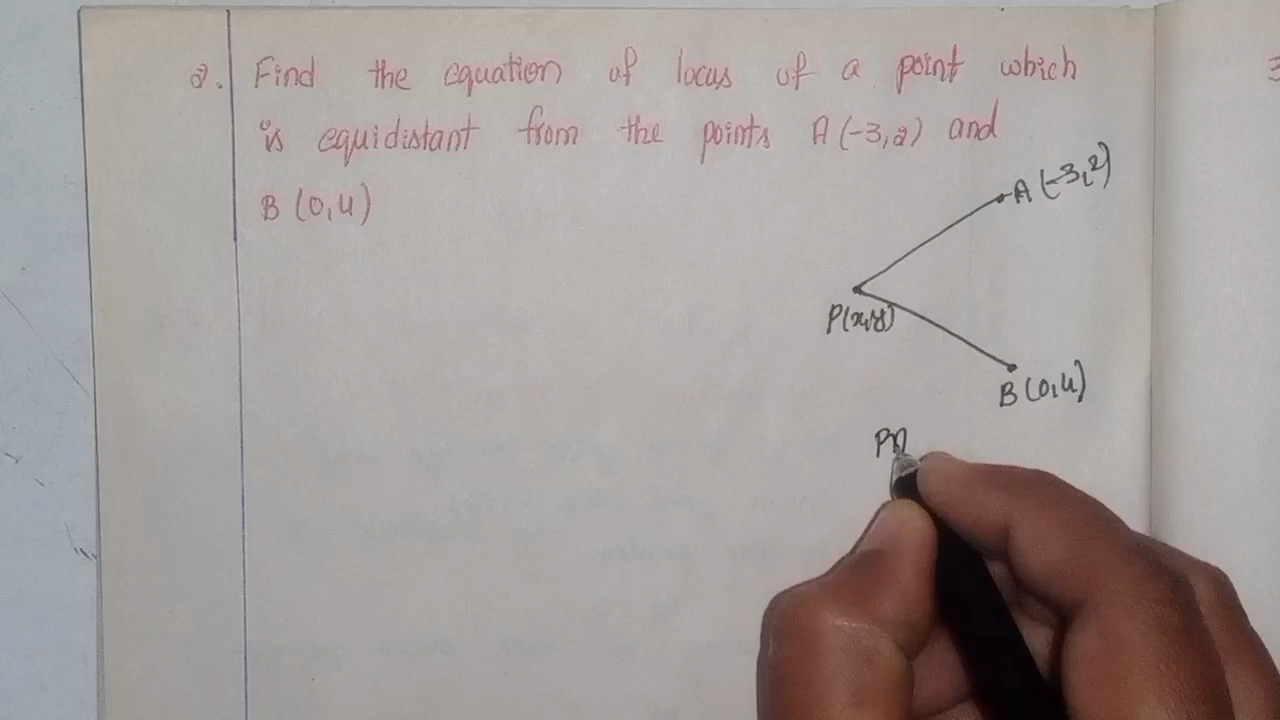 2. Find the equation of locus of a point which
is equidistant from the points A (-3,2) and
B (0,4)
A (-3,2)
P(x,y)
B (0,4)
PA